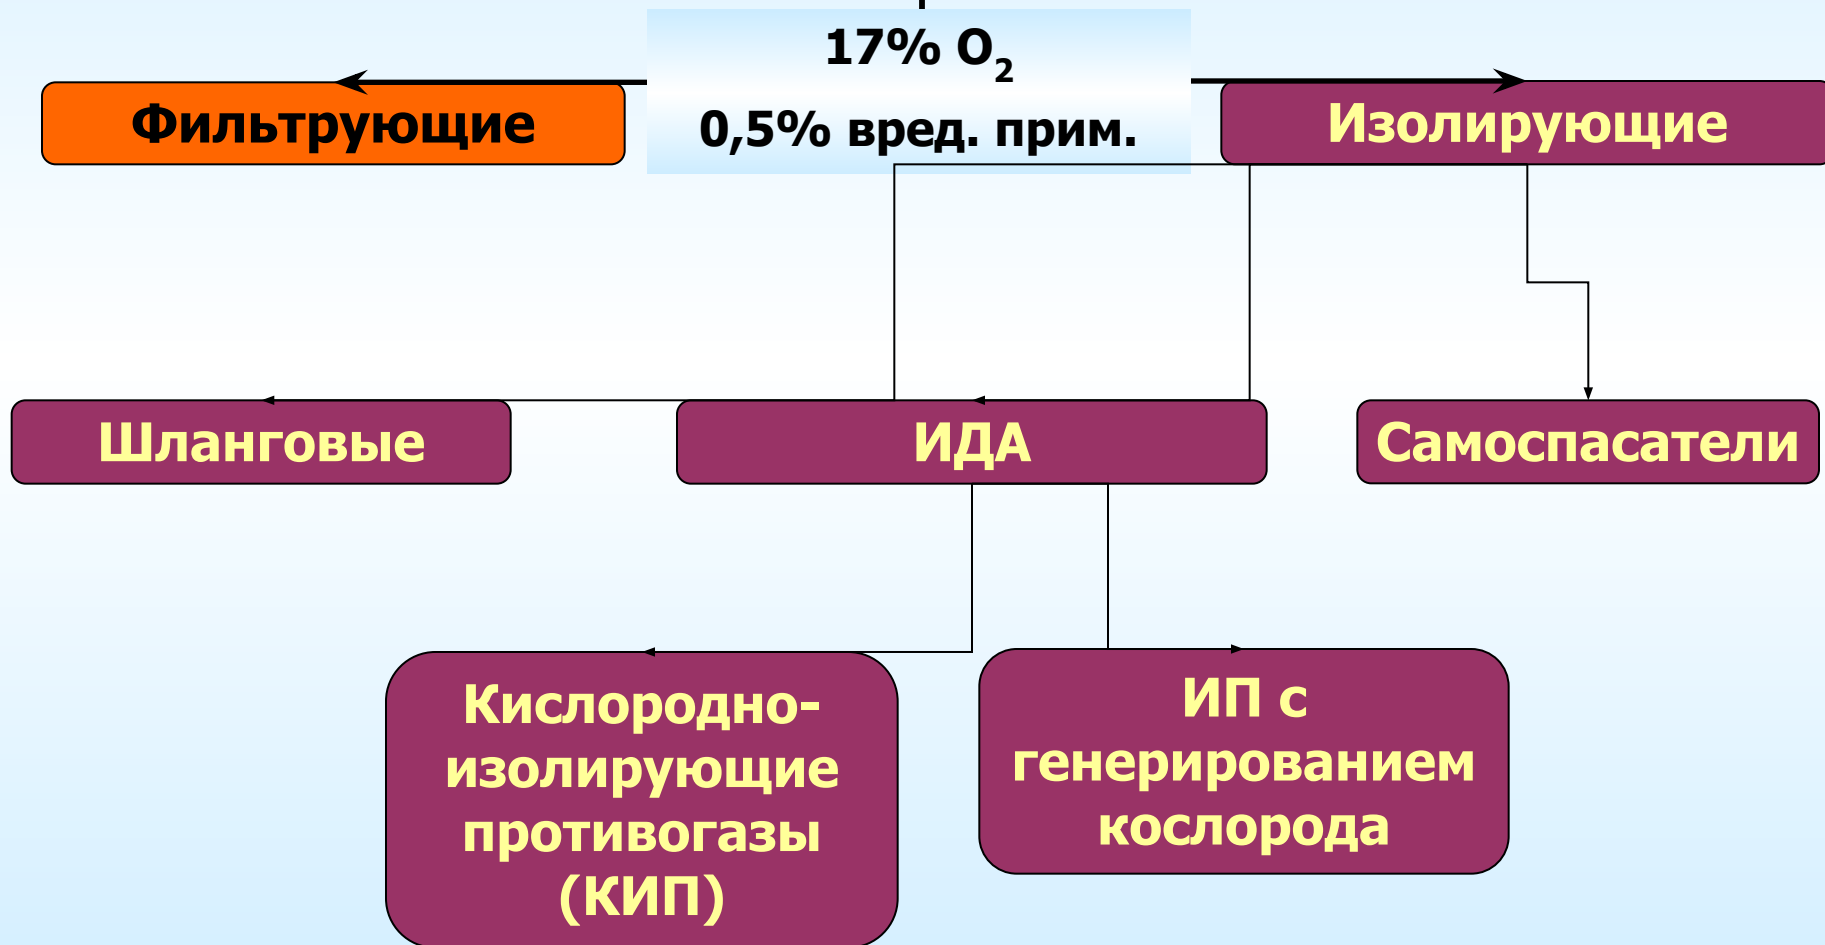 17% O₂
0,5% вред. прим.
Фильтрующие
Изолирующие
Шланговые
ИДА
Самоспасатели
Кислородно-
изолирующие
противогазы
(КИП)
ИП с
генерированием
кослорода